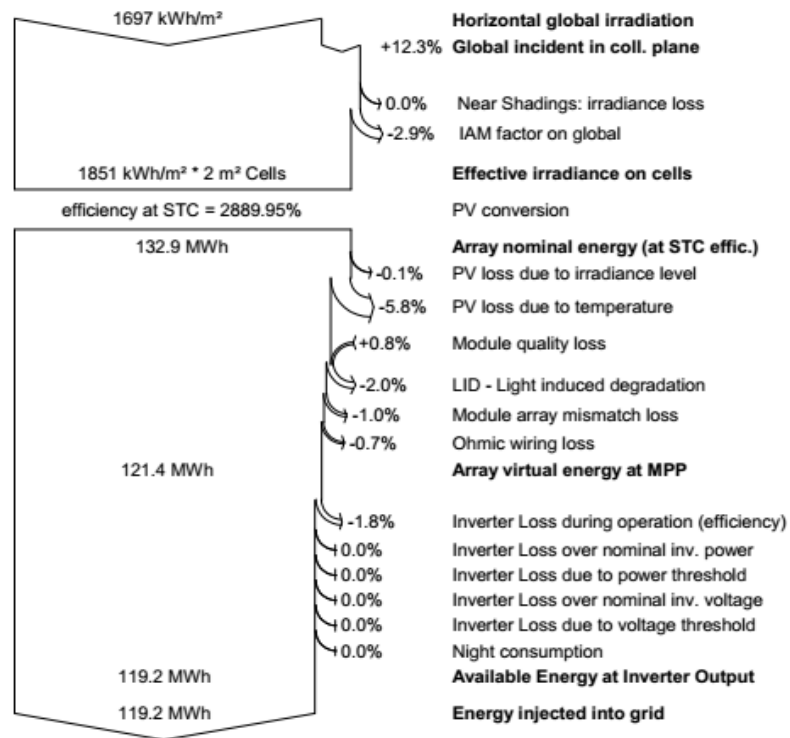 1697 kWh/m² Horizontal global irradiation
+12.3% Global incident in coll. plane
0.0% Near Shadings: irradiance loss
-2.9% IAM factor on global
1851 kWh/m² * 2 m² Cells Effective irradiance on cells
efficiency at STC = 2889.95% PV conversion
132.9 MWh Array nominal energy (at STC effic.)
-0.1% PV loss due to irradiance level
-5.8% PV loss due to temperature
+0.8% Module quality loss
-2.0% LID - Light induced degradation
-1.0% Module array mismatch loss
-0.7% Ohmic wiring loss
121.4 MWh Array virtual energy at MPP
-1.8% Inverter Loss during operation (efficiency)
0.0% Inverter Loss over nominal inv. power
0.0% Inverter Loss due to power threshold
0.0% Inverter Loss over nominal inv. voltage
0.0% Inverter Loss due to voltage threshold
0.0% Night consumption
119.2 MWh Available Energy at Inverter Output
119.2 MWh Energy injected into grid